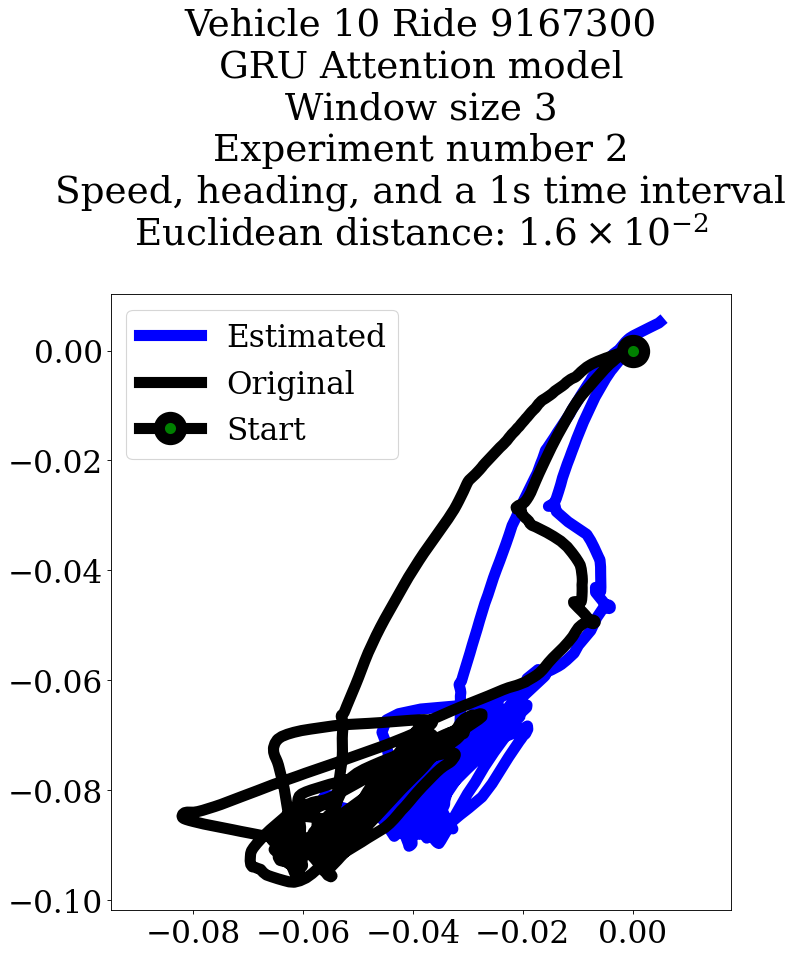 Vehicle 10 Ride 9167300
GRU Attention model
Window size 3
Experiment number 2
Speed, heading, and a 1s time interval
Euclidean distance: 1.6 × 10⁻²
Estimated
Original
Start
0.00
−0.02
−0.04
−0.06
−0.08
−0.10
−0.08 −0.06 −0.04 −0.02 0.00